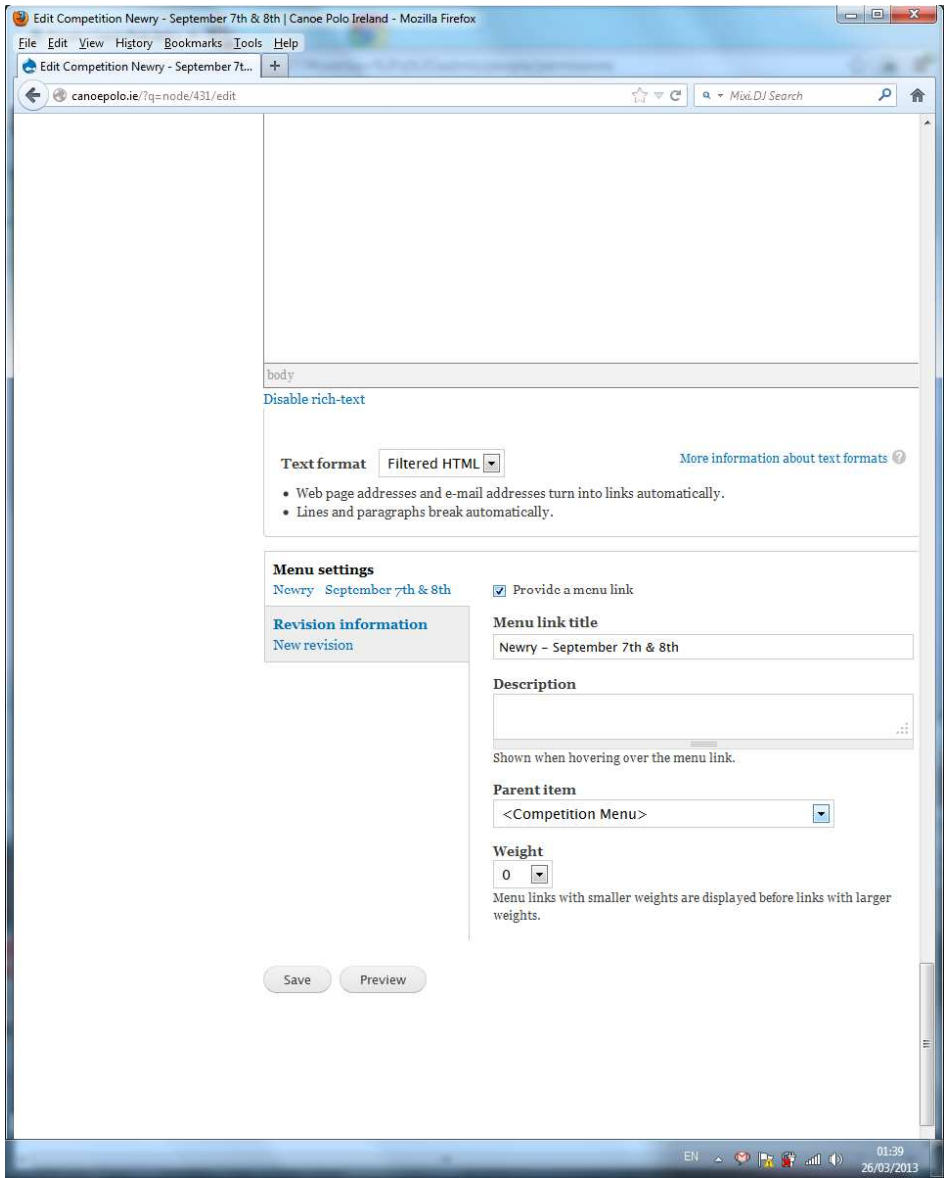 Edit Competition Newry - September 7th & 8th | Canoe Polo Ireland - Mozilla Firefox
File Edit View History Bookmarks Tools Help
Edit Competition Newry - September 7t... +
canoepolo.ie/?q=node/431/edit Mixi.DJ Search
body
Disable rich-text
Text format Filtered HTML More information about text formats ?
• Web page addresses and e-mail addresses turn into links automatically.
• Lines and paragraphs break automatically.
Menu settings
Newry - September 7th & 8th Provide a menu link
Revision information Menu link title
New revision Newry – September 7th & 8th
Description
Shown when hovering over the menu link.
Parent item
<Competition Menu>
Weight
0
Menu links with smaller weights are displayed before links with larger
weights.
Save Preview
EN 01:39
26/03/2013